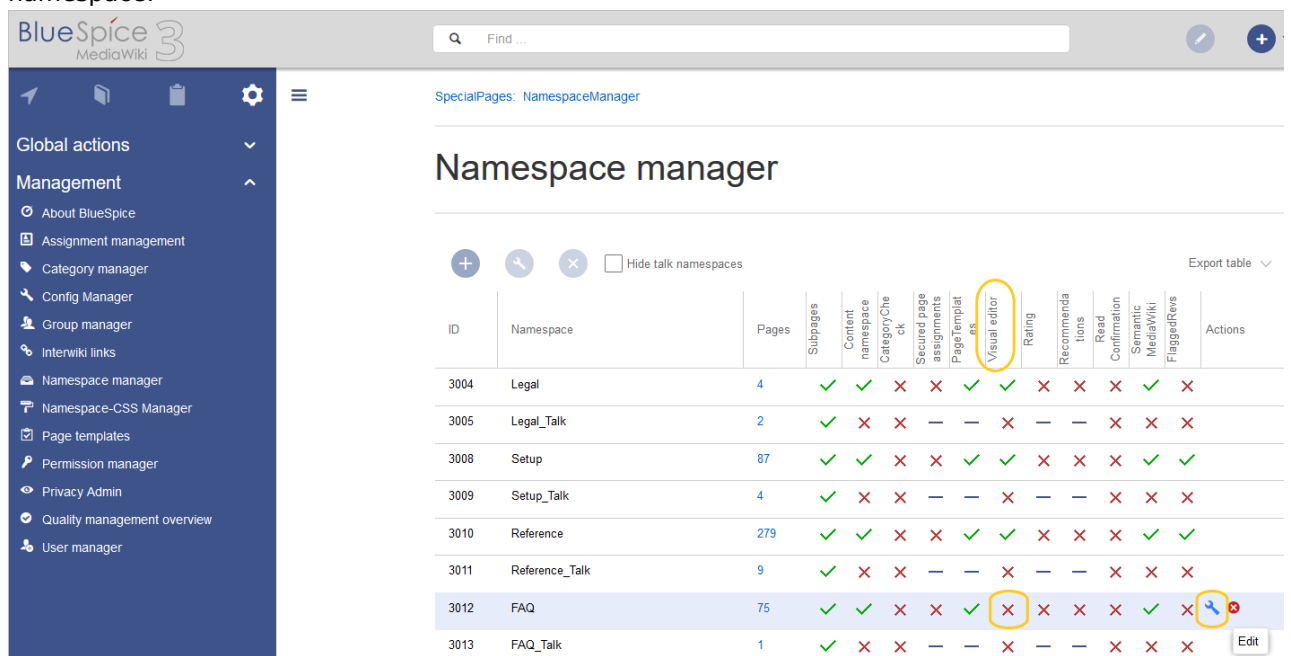 namespace.
BlueSpice 3
MediaWiki
Find ...
SpecialPages: NamespaceManager
Global actions
Management
About BlueSpice
Assignment management
Category manager
Config Manager
Group manager
Interwiki links
Namespace manager
Namespace-CSS Manager
Page templates
Permission manager
Privacy Admin
Quality management overview
User manager
Namespace manager
Hide talk namespaces
Export table
ID Namespace Pages Subpages Content namespace CategoryCheck Secured page assignments PageTemplates Visual editor Rating Recommendations Read Confirmation Semantic MediaWiki FlaggedRevs Actions
3004 Legal 4
3005 Legal_Talk 2
3008 Setup 87
3009 Setup_Talk 4
3010 Reference 279
3011 Reference_Talk 9
3012 FAQ 75
3013 FAQ_Talk 1
Edit